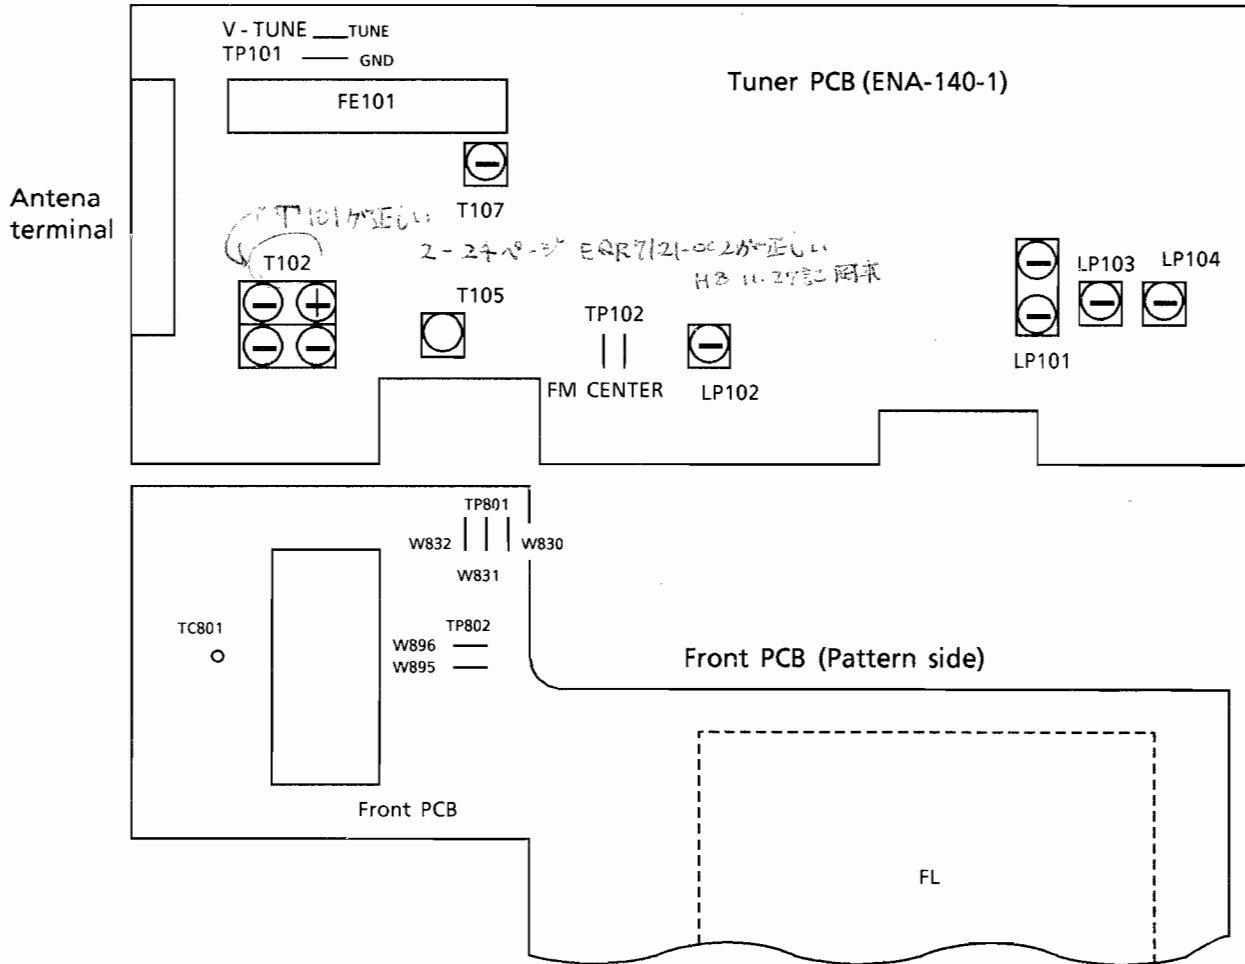 V - TUNE TUNE
TP101 GND
FE101
Tuner PCB (ENA-140-1)
Antena
terminal
T107
T101が正しい
2-24ページ EQR7121-002が正しい
H8 11.27記
T102
T105
TP102
FM CENTER
LP102
LP101
LP103
LP104
TP801
W832
W830
W831
TC801
TP802
W896
W895
Front PCB (Pattern side)
Front PCB
FL